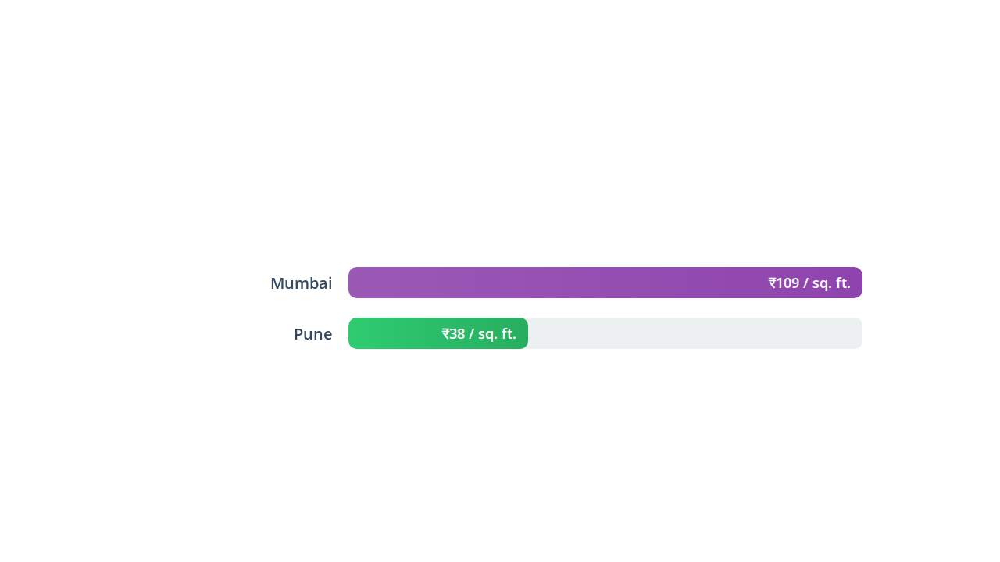 Mumbai ₹109 / sq. ft.
Pune ₹38 / sq. ft.